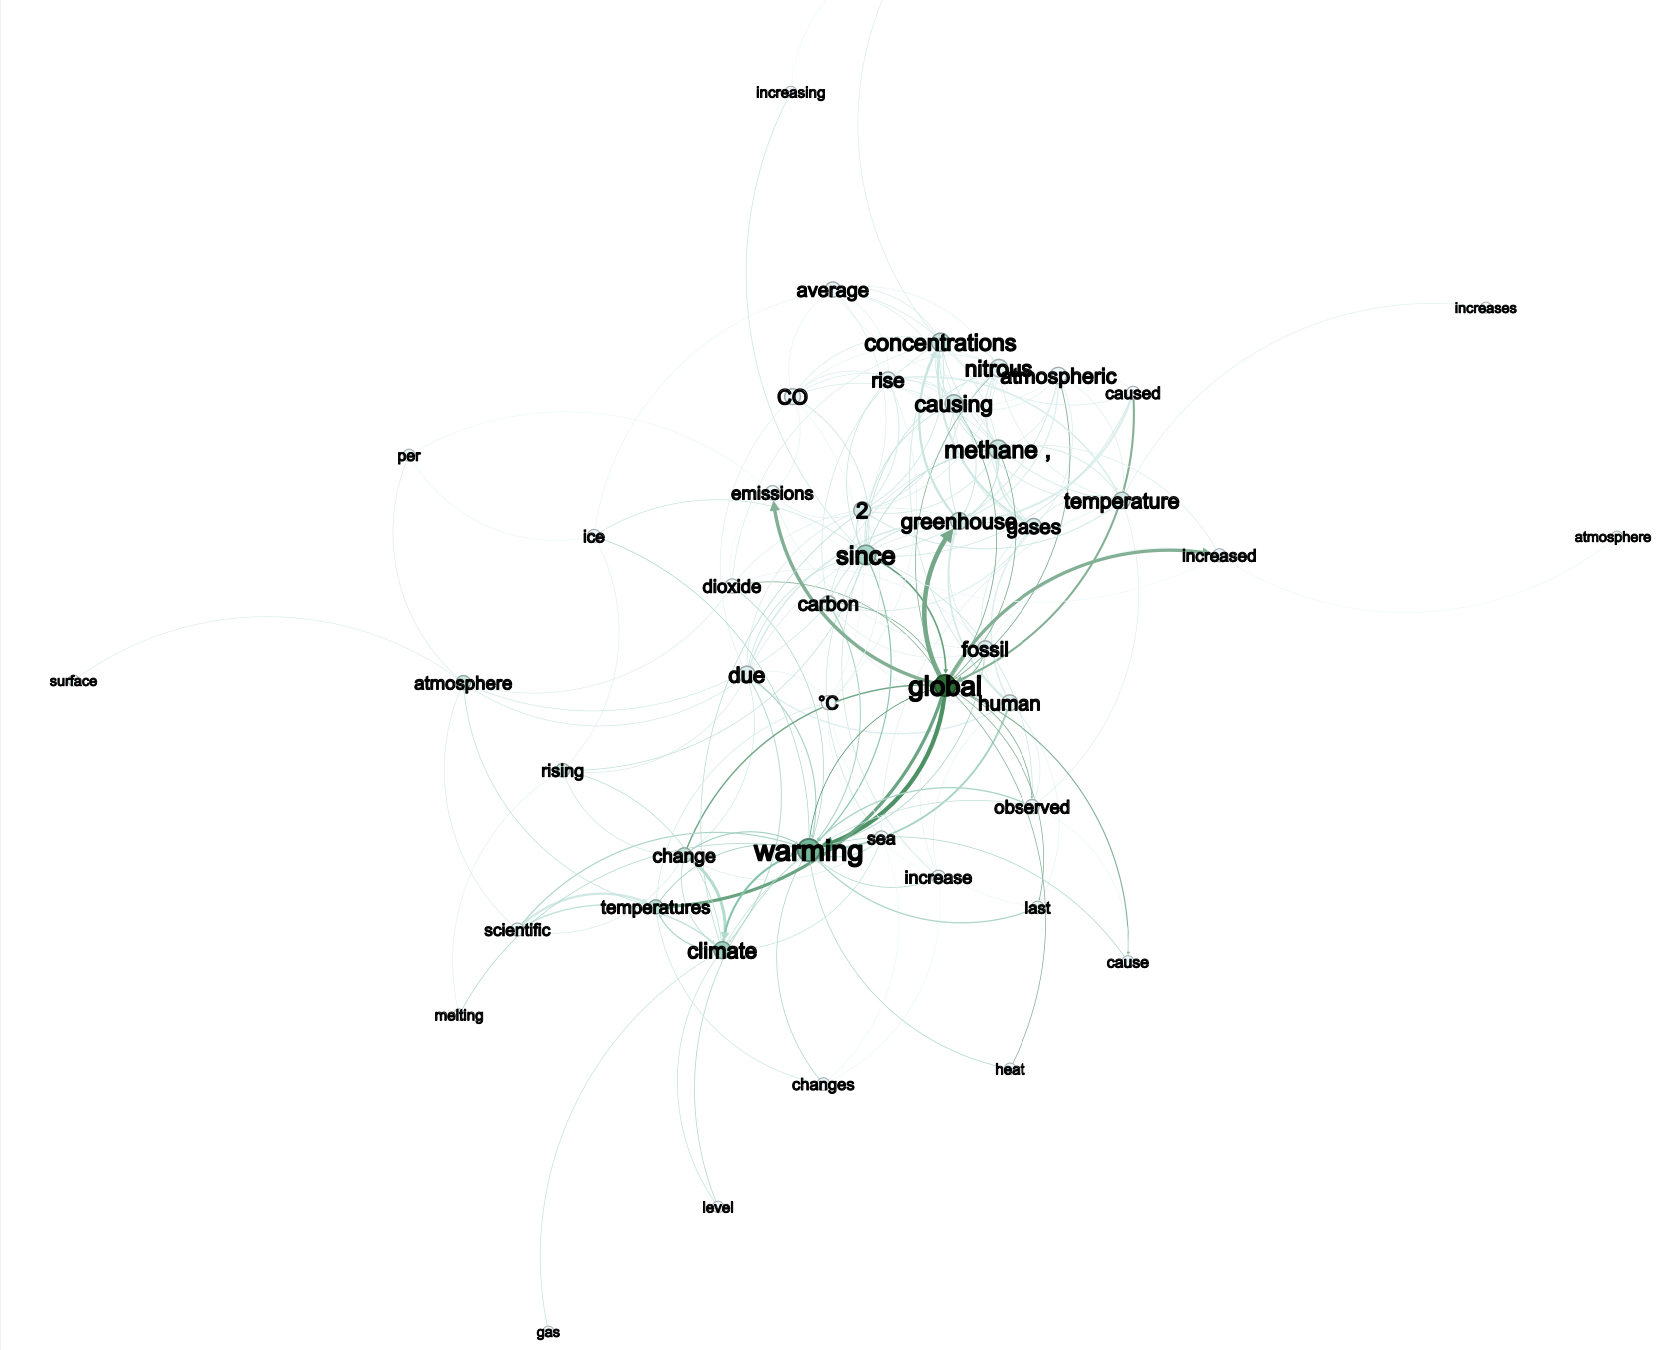 increasing
average
increases
concentrations
nitrous
atmospheric
rise
caused
CO
causing
methane ,
per
emissions
temperature
2
greenhouse
gases
ice
atmosphere
since
increased
dioxide
carbon
fossil
due
surface
atmosphere
global
°C
human
rising
observed
sea
warming
change
increase
temperatures
last
scientific
climate
cause
melting
heat
changes
level
gas